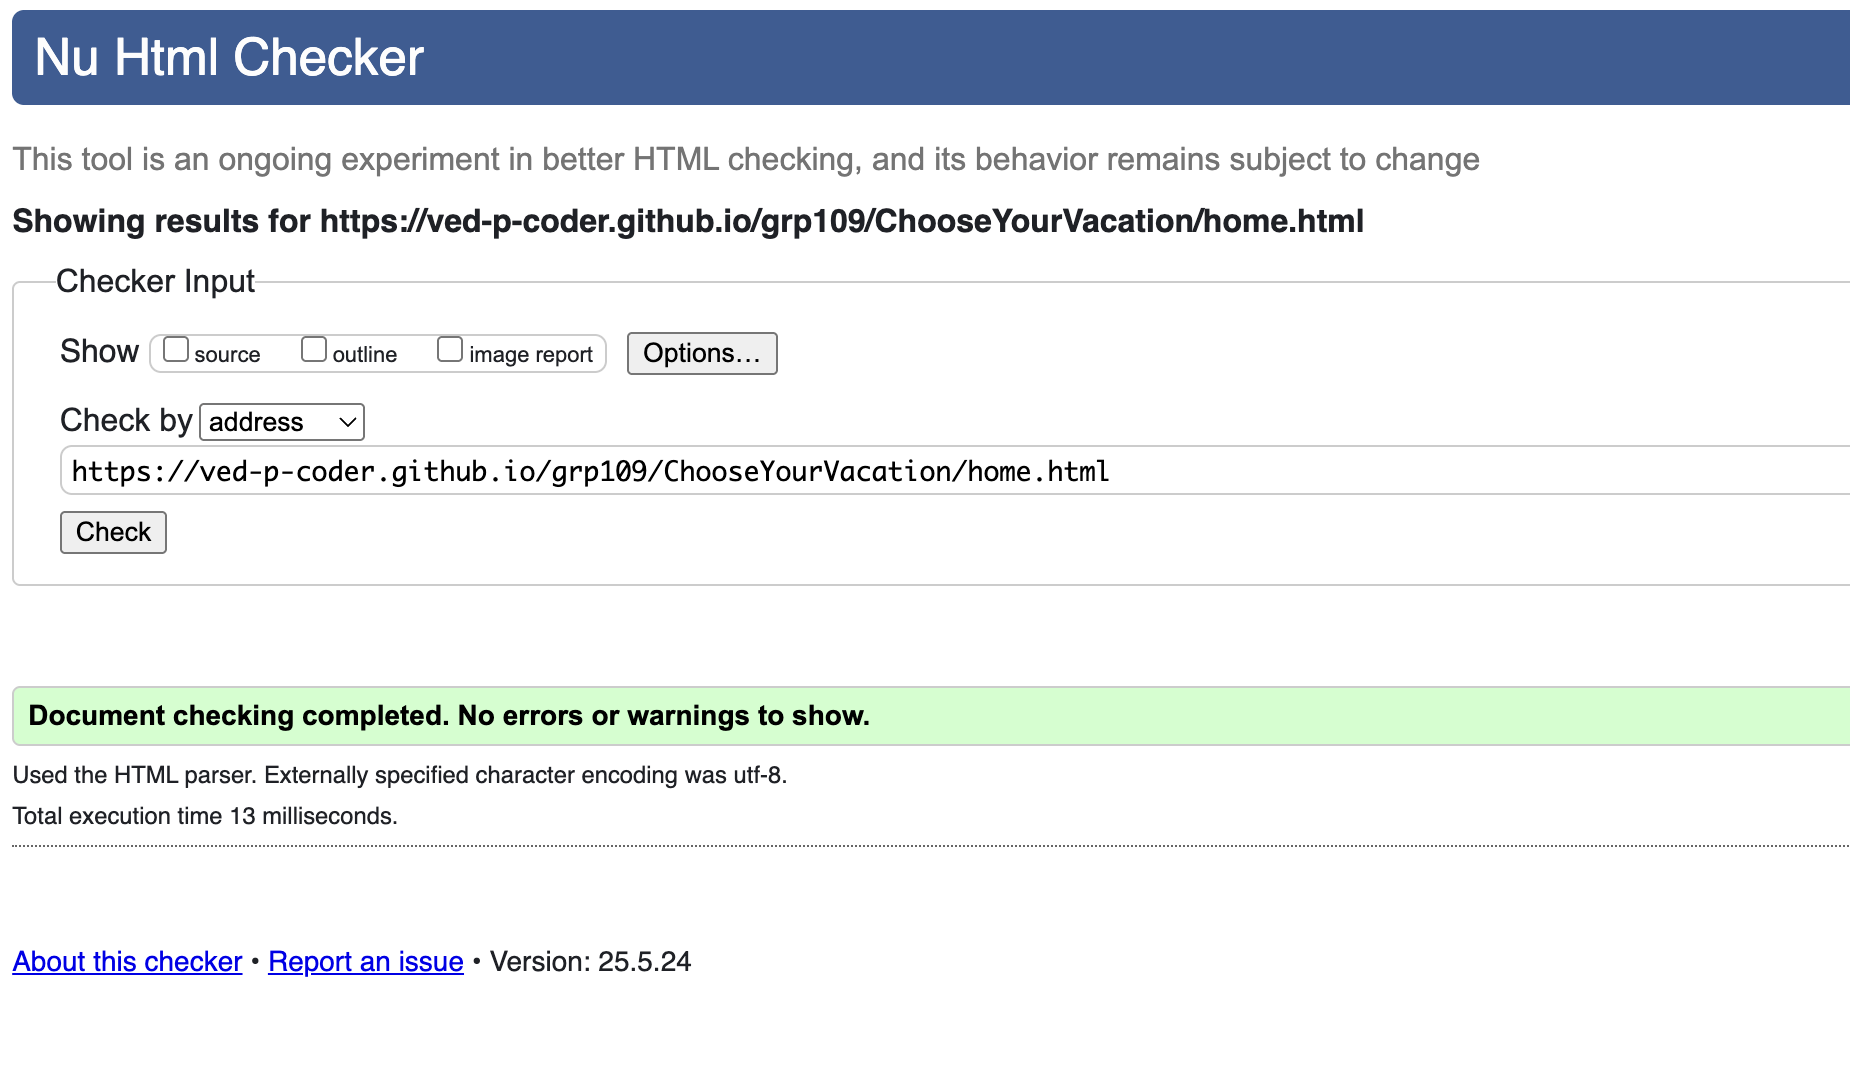 Nu Html Checker
This tool is an ongoing experiment in better HTML checking, and its behavior remains subject to change
Showing results for https://ved-p-coder.github.io/grp109/ChooseYourVacation/home.html
Checker Input
Show source outline image report Options…
Check by address
https://ved-p-coder.github.io/grp109/ChooseYourVacation/home.html
Check
Document checking completed. No errors or warnings to show.
Used the HTML parser. Externally specified character encoding was utf-8.
Total execution time 13 milliseconds.
About this checker • Report an issue • Version: 25.5.24